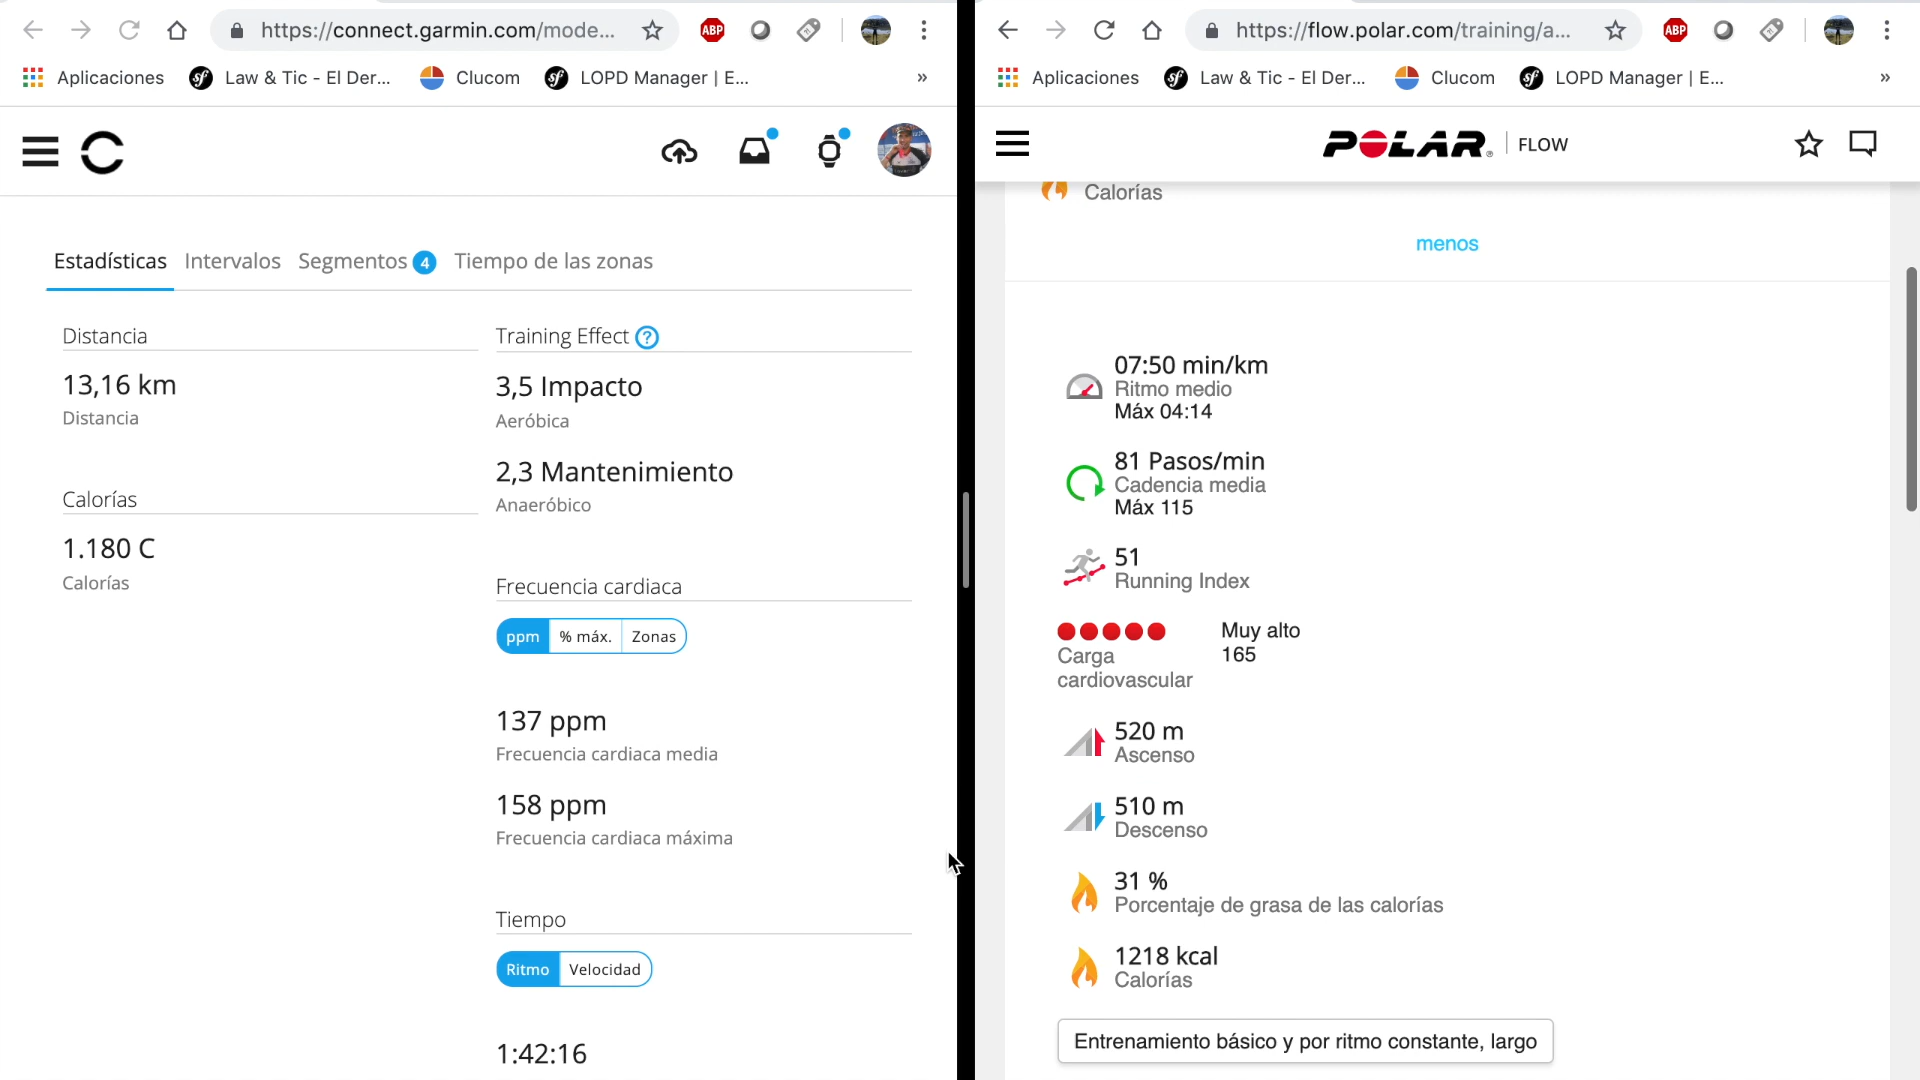 https://connect.garmin.com/mode...
ABP
Aplicaciones
Law & Tic - El Der...
Clucom
LOPD Manager | E...
»
Estadísticas
Intervalos
Segmentos 4
Tiempo de las zonas
Distancia
13,16 km
Distancia
Calorías
1.180 C
Calorías
Training Effect ?
3,5 Impacto
Aeróbica
2,3 Mantenimiento
Anaeróbico
Frecuencia cardiaca
ppm
% máx.
Zonas
137 ppm
Frecuencia cardiaca media
158 ppm
Frecuencia cardiaca máxima
Tiempo
Ritmo
Velocidad
1:42:16
https://flow.polar.com/training/a...
ABP
Aplicaciones
Law & Tic - El Der...
Clucom
LOPD Manager | E...
»
POLAR® | FLOW
Calorías
menos
07:50 min/km
Ritmo medio
Máx 04:14
81 Pasos/min
Cadencia media
Máx 115
51
Running Index
Muy alto
165
Carga
cardiovascular
520 m
Ascenso
510 m
Descenso
31 %
Porcentaje de grasa de las calorías
1218 kcal
Calorías
Entrenamiento básico y por ritmo constante, largo